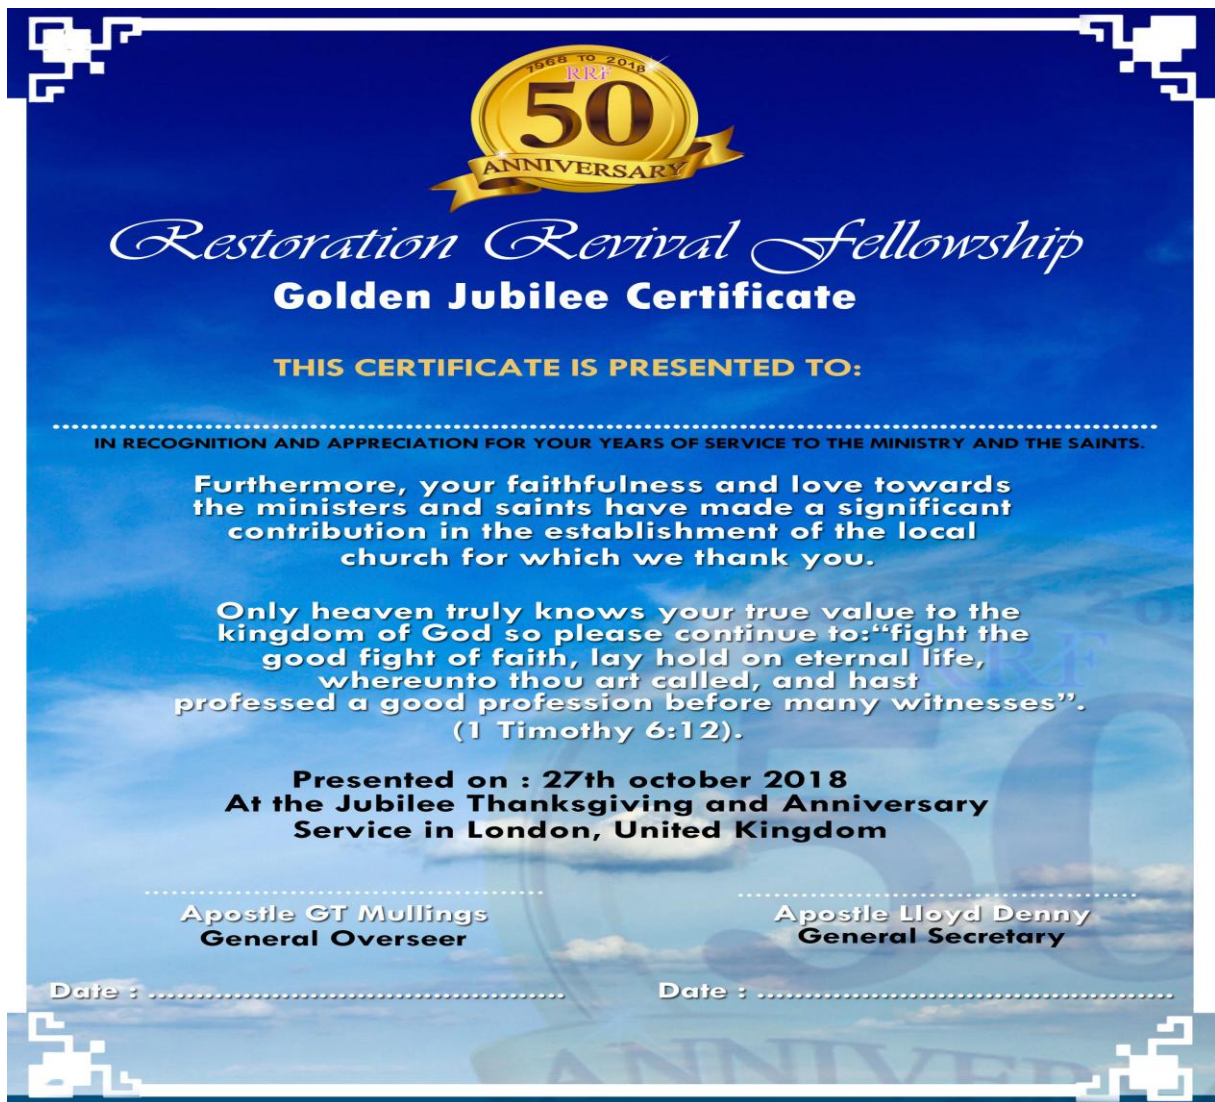 1968 TO 2018
RRF
50
ANNIVERSARY
Restoration Revival Fellowship
Golden Jubilee Certificate
THIS CERTIFICATE IS PRESENTED TO:
IN RECOGNITION AND APPRECIATION FOR YOUR YEARS OF SERVICE TO THE MINISTRY AND THE SAINTS.
Furthermore, your faithfulness and love towards
the ministers and saints have made a significant
contribution in the establishment of the local
church for which we thank you.
Only heaven truly knows your true value to the
kingdom of God so please continue to:“fight the
good fight of faith, lay hold on eternal life,
whereunto thou art called, and hast
professed a good profession before many witnesses”.
(1 Timothy 6:12).
Presented on : 27th october 2018
At the Jubilee Thanksgiving and Anniversary
Service in London, United Kingdom
Apostle GT Mullings
General Overseer
Apostle Lloyd Denny
General Secretary
Date : ............................................
Date : ............................................
RRF
50
ANNIVER